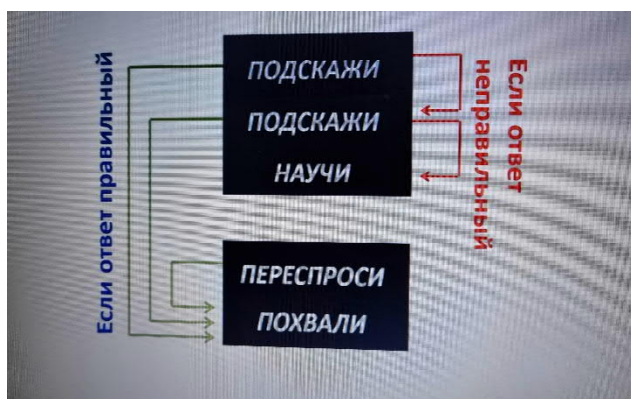 Если ответ правильный
ПОДСКАЖИ
ПОДСКАЖИ
НАУЧИ
ПЕРЕСПРОСИ
ПОХВАЛИ
Если ответ
неправильный